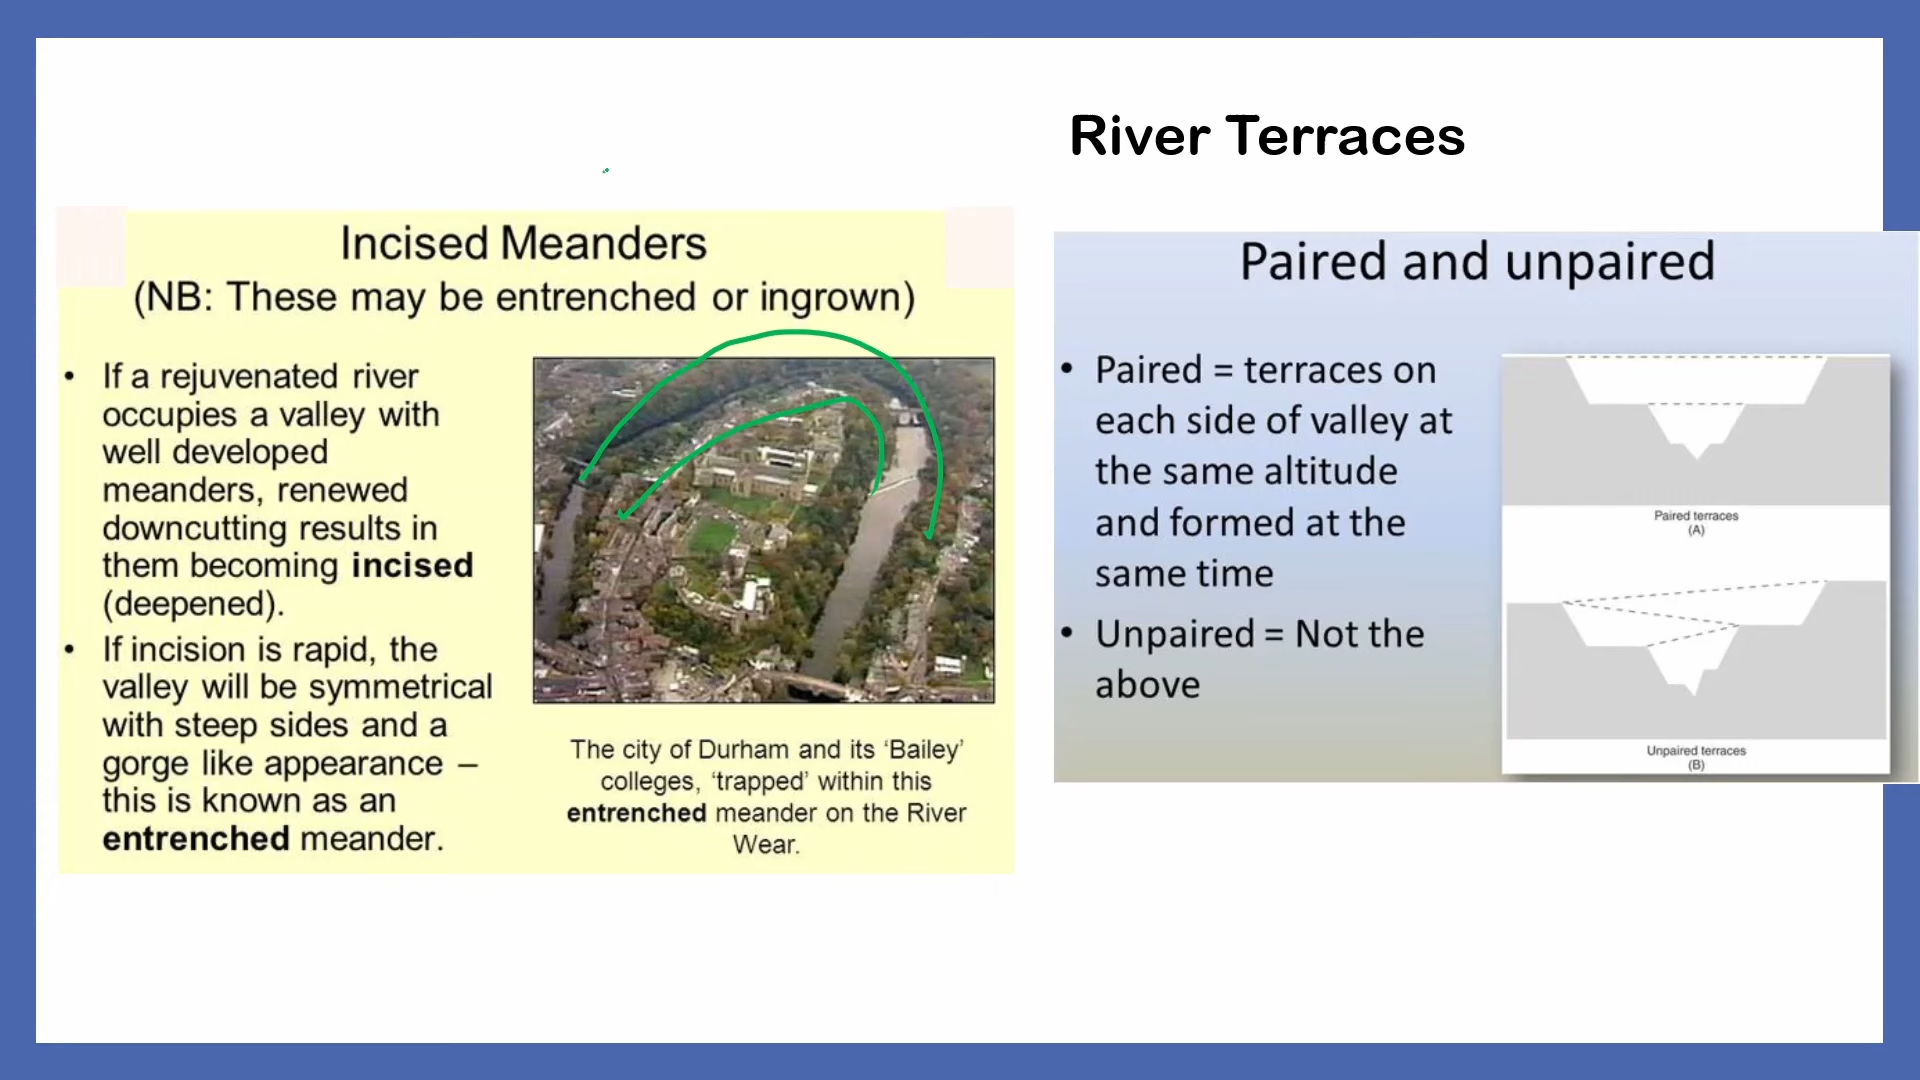 River Terraces
Incised Meanders
(NB: These may be entrenched or ingrown)
• If a rejuvenated river
occupies a valley with
well developed
meanders, renewed
downcutting results in
them becoming incised
(deepened).
• If incision is rapid, the
valley will be symmetrical
with steep sides and a
gorge like appearance –
this is known as an
entrenched meander.
The city of Durham and its ‘Bailey’
colleges, ‘trapped’ within this
entrenched meander on the River
Wear.
Paired and unpaired
• Paired = terraces on
each side of valley at
the same altitude
and formed at the
same time
• Unpaired = Not the
above
Paired terraces
(A)
Unpaired terraces
(B)